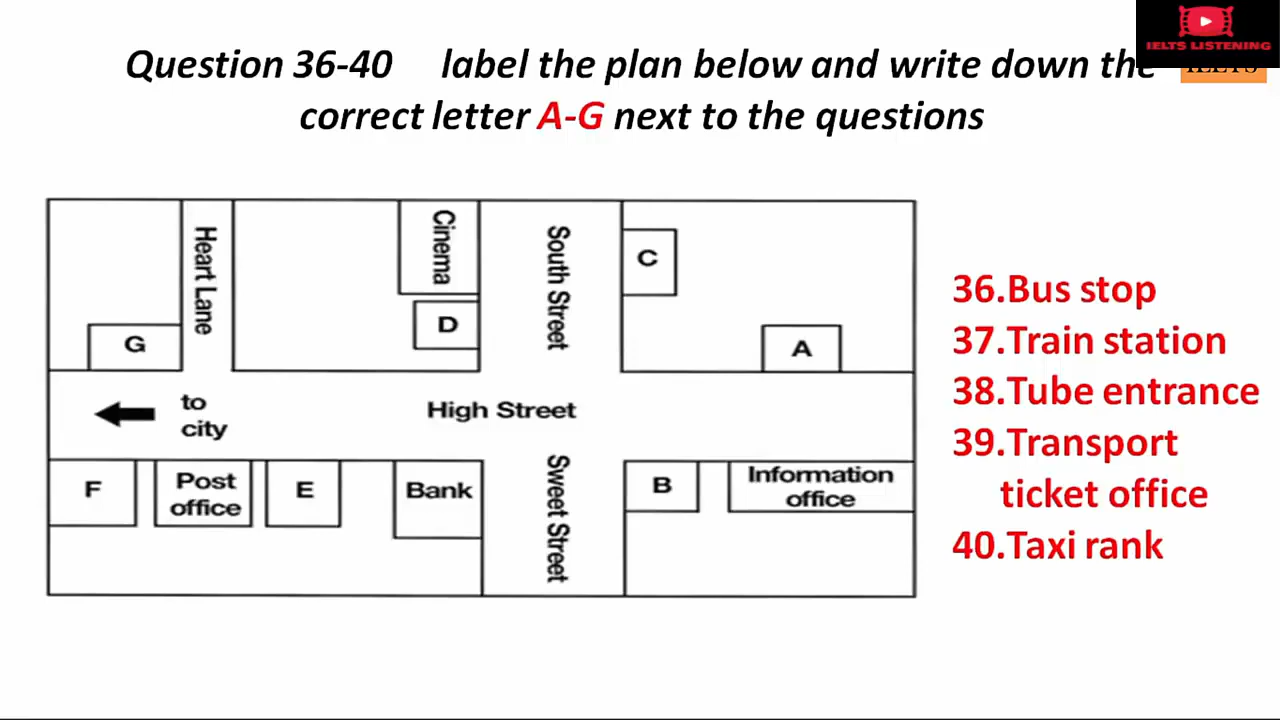 Question 36-40 label the plan below and write down the
correct letter A-G next to the questions
IELTS LISTENING
Heart Lane
Cinema
South Street
C
D
G
A
to
city
High Street
F
Post
office
E
Bank
Sweet Street
B
Information
office
36.Bus stop
37.Train station
38.Tube entrance
39.Transport
ticket office
40.Taxi rank